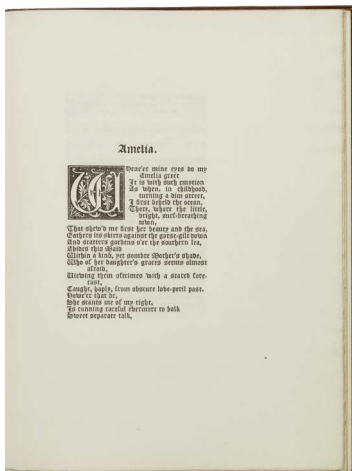 Amelia.
Whene'er mine eyes do my
Amelia greet
It is with such emotion
As when, in childhood,
turning a dim street,
I first beheld the ocean.
There, where the little,
bright, surf-breathing
town,
That shew'd me first her beauty and the sea,
Gathers its skirts against the gorse-gilt down
And scatters gardens o'er the southern lea,
Abides this Maid
Within a kind, yet sombre Mother's shade,
Who of her daughter's graces seems almost
afraid,
Viewing them oftimes with a scared fore-
cast,
Caught, haply, from obscure love-peril past.
Howe'er that be,
She scants me of my right,
Is cunning careful evermore to balk
Sweet separate talk,